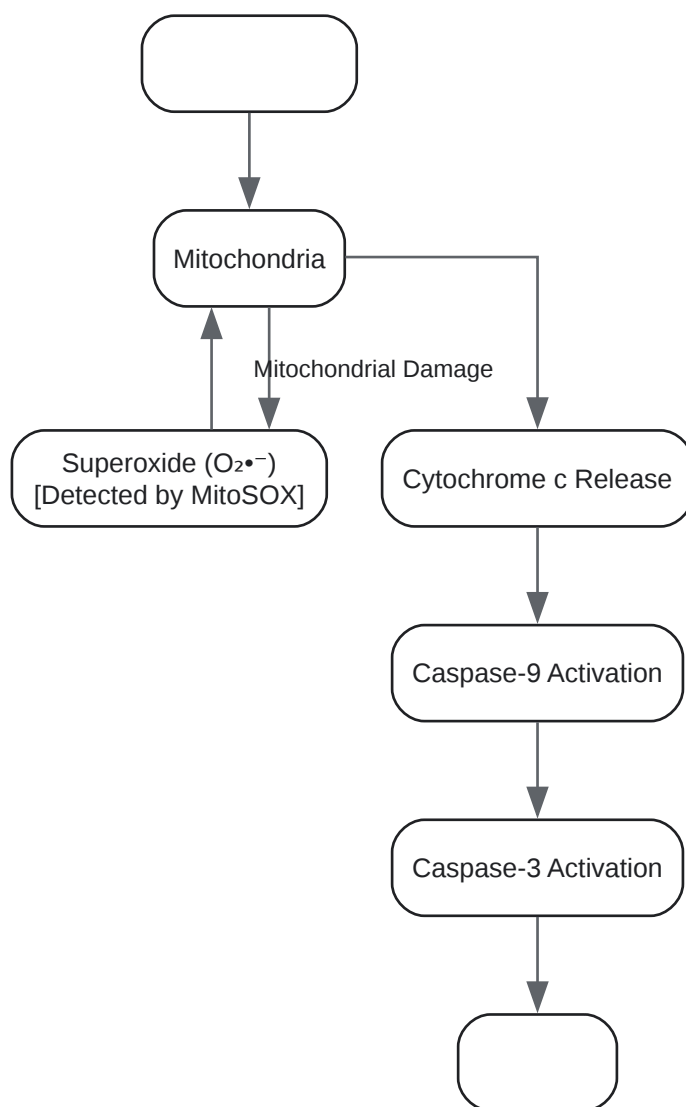 Mitochondria
Mitochondrial Damage
Superoxide (O₂•⁻)
[Detected by MitoSOX]
Cytochrome c Release
Caspase-9 Activation
Caspase-3 Activation